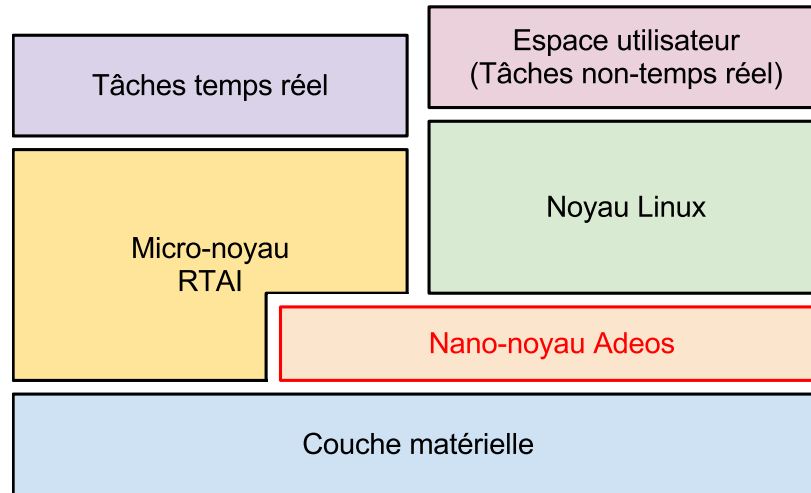 Tâches temps réel
Espace utilisateur
(Tâches non-temps réel)
Micro-noyau
RTAI
Noyau Linux
Nano-noyau Adeos
Couche matérielle